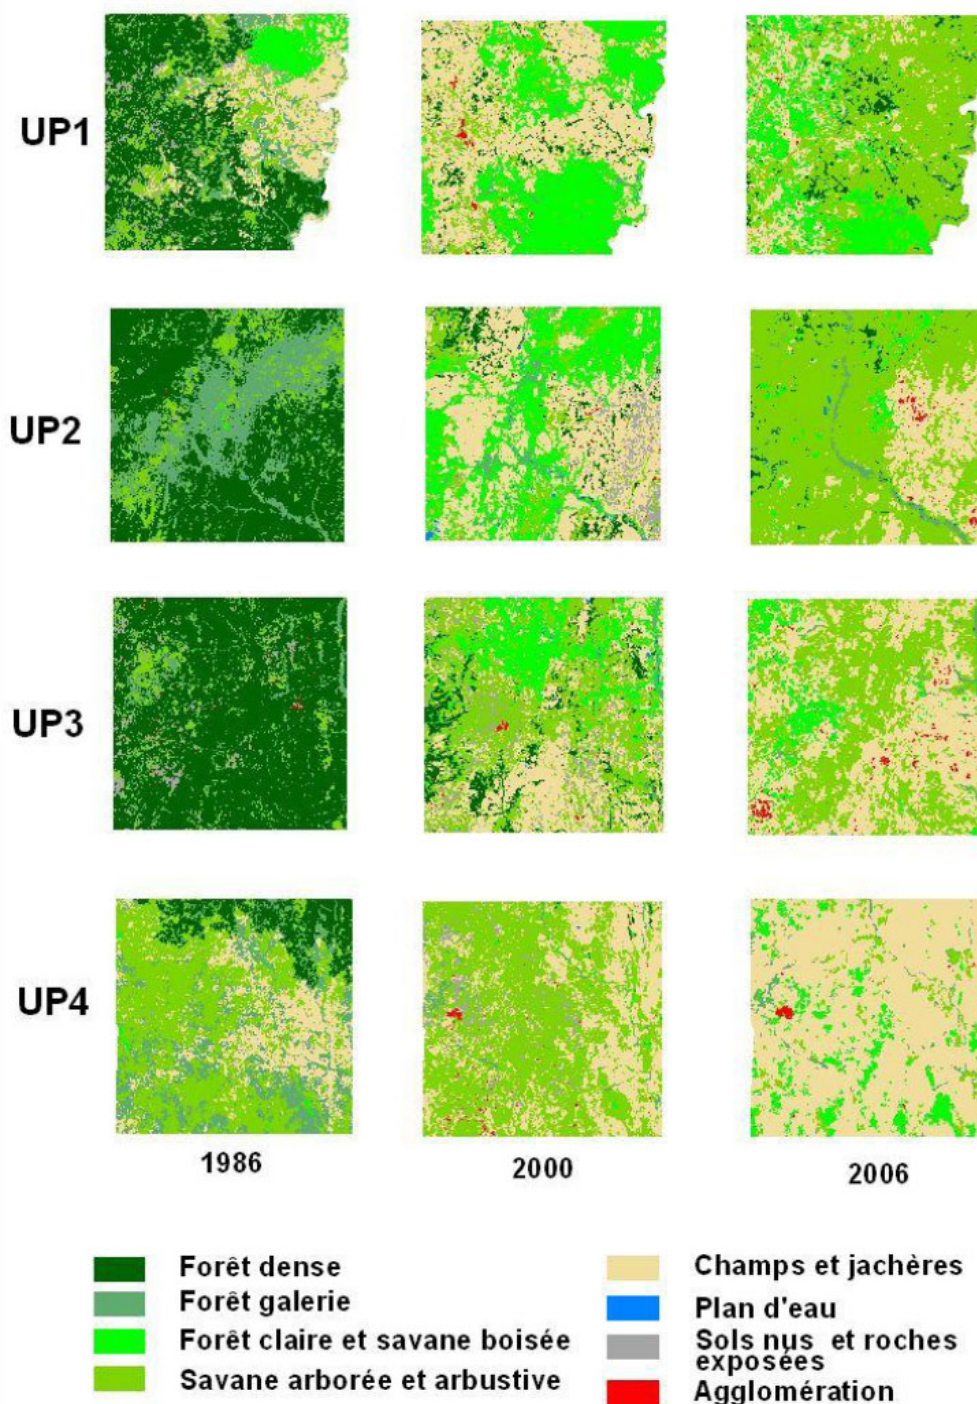 UP1
UP2
UP3
UP4
1986
2000
2006
Forêt dense
Forêt galerie
Forêt claire et savane boisée
Savane arborée et arbustive
Champs et jachères
Plan d'eau
Sols nus et roches
exposées
Agglomération